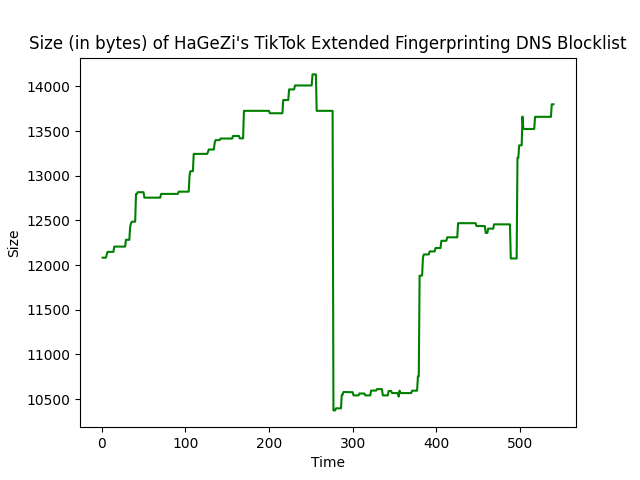 Size (in bytes) of HaGeZi's TikTok Extended Fingerprinting DNS Blocklist
14000
13500
13000
12500
12000
11500
11000
10500
Size
0 100 200 300 400 500
Time